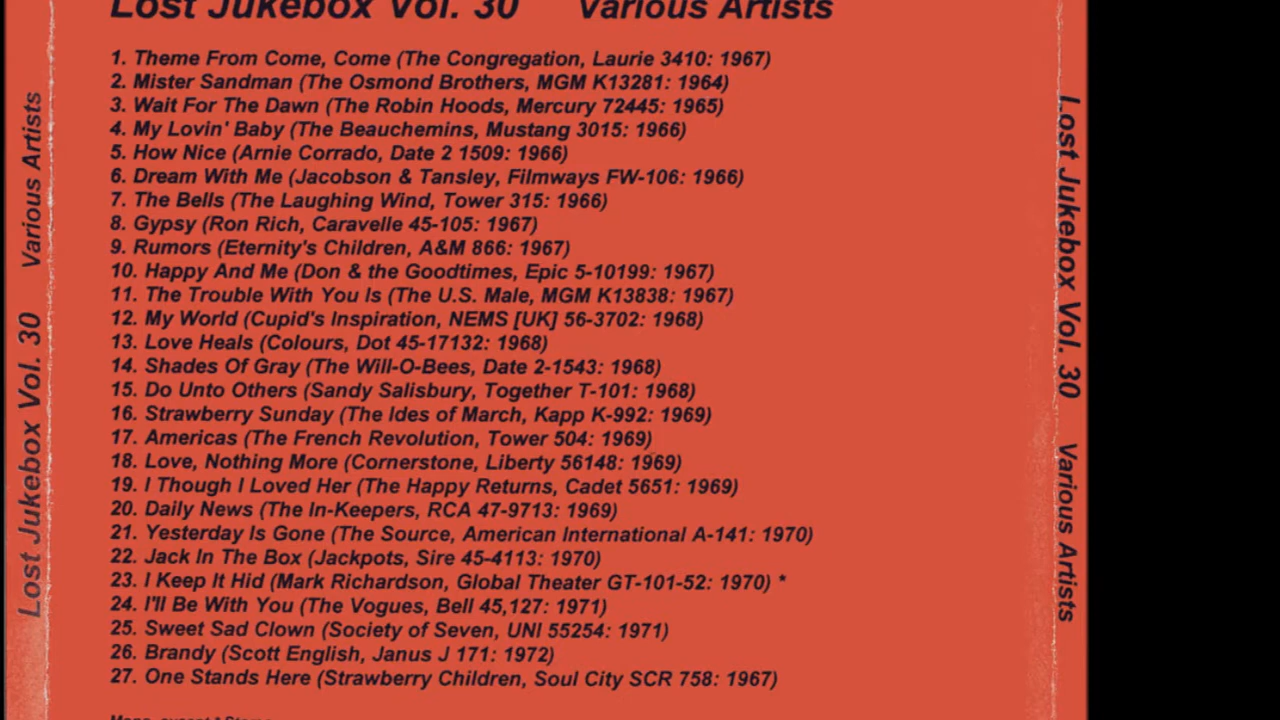 Lost Jukebox Vol. 30 Various Artists
1. Theme From Come, Come (The Congregation, Laurie 3410: 1967)
2. Mister Sandman (The Osmond Brothers, MGM K13281: 1964)
3. Wait For The Dawn (The Robin Hoods, Mercury 72445: 1965)
4. My Lovin' Baby (The Beauchemins, Mustang 3015: 1966)
5. How Nice (Arnie Corrado, Date 2 1509: 1966)
6. Dream With Me (Jacobson & Tansley, Filmways FW-106: 1966)
7. The Bells (The Laughing Wind, Tower 315: 1966)
8. Gypsy (Ron Rich, Caravelle 45-105: 1967)
9. Rumors (Eternity's Children, A&M 866: 1967)
10. Happy And Me (Don & the Goodtimes, Epic 5-10199: 1967)
11. The Trouble With You Is (The U.S. Male, MGM K13838: 1967)
12. My World (Cupid's Inspiration, NEMS [UK] 56-3702: 1968)
13. Love Heals (Colours, Dot 45-17132: 1968)
14. Shades Of Gray (The Will-O-Bees, Date 2-1543: 1968)
15. Do Unto Others (Sandy Salisbury, Together T-101: 1968)
16. Strawberry Sunday (The Ides of March, Kapp K-992: 1969)
17. Americas (The French Revolution, Tower 504: 1969)
18. Love, Nothing More (Cornerstone, Liberty 56148: 1969)
19. I Though I Loved Her (The Happy Returns, Cadet 5651: 1969)
20. Daily News (The In-Keepers, RCA 47-9713: 1969)
21. Yesterday Is Gone (The Source, American International A-141: 1970)
22. Jack In The Box (Jackpots, Sire 45-4113: 1970)
23. I Keep It Hid (Mark Richardson, Global Theater GT-101-52: 1970) *
24. I'll Be With You (The Vogues, Bell 45,127: 1971)
25. Sweet Sad Clown (Society of Seven, UNI 55254: 1971)
26. Brandy (Scott English, Janus J 171: 1972)
27. One Stands Here (Strawberry Children, Soul City SCR 758: 1967)
Lost Jukebox Vol. 30 Various Artists
Lost Jukebox Vol. 30 Various Artists